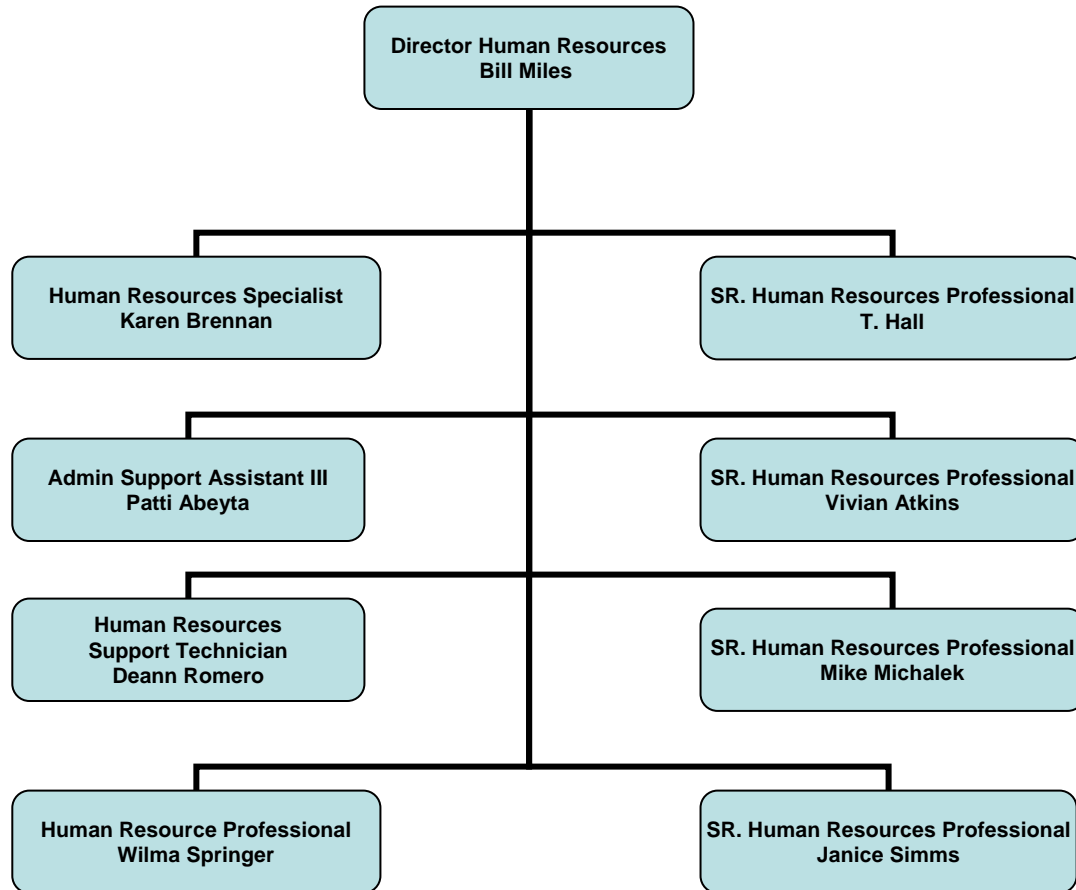 Director Human Resources
Bill Miles
Human Resources Specialist
Karen Brennan
SR. Human Resources Professional
T. Hall
Admin Support Assistant III
Patti Abeyta
SR. Human Resources Professional
Vivian Atkins
Human Resources
Support Technician
Deann Romero
SR. Human Resources Professional
Mike Michalek
Human Resource Professional
Wilma Springer
SR. Human Resources Professional
Janice Simms